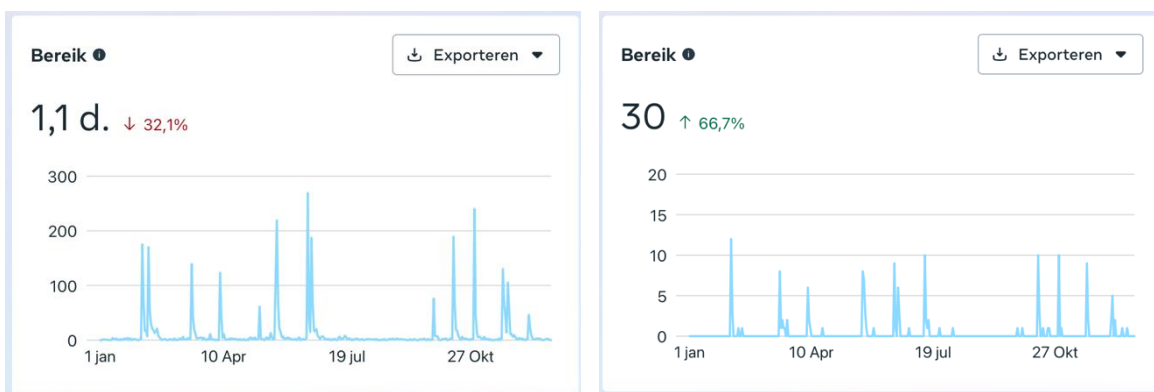 Bereik
Exporteren
1,1 d. ↓ 32,1%
300
200
100
0
1 jan 10 Apr 19 jul 27 Okt
Bereik
Exporteren
30 ↑ 66,7%
20
15
10
5
0
1 jan 10 Apr 19 jul 27 Okt